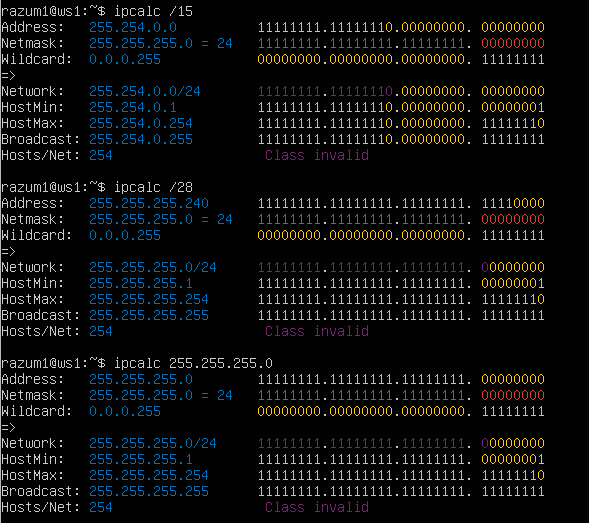 razum1@ws1:~$ ipcalc /15
Address:   255.254.0.0          11111111.11111110.00000000. 00000000
Netmask:   255.255.255.0 = 24   11111111.11111111.11111111. 00000000
Wildcard:  0.0.0.255            00000000.00000000.00000000. 11111111
=>
Network:   255.254.0.0/24       11111111.11111110.00000000. 00000000
HostMin:   255.254.0.1          11111111.11111110.00000000. 00000001
HostMax:   255.254.0.254        11111111.11111110.00000000. 11111110
Broadcast: 255.254.0.255        11111111.11111110.00000000. 11111111
Hosts/Net: 254                   Class invalid
razum1@ws1:~$ ipcalc /28
Address:   255.255.255.240      11111111.11111111.11111111. 11110000
Netmask:   255.255.255.0 = 24   11111111.11111111.11111111. 00000000
Wildcard:  0.0.0.255            00000000.00000000.00000000. 11111111
=>
Network:   255.255.255.0/24     11111111.11111111.11111111. 00000000
HostMin:   255.255.255.1        11111111.11111111.11111111. 00000001
HostMax:   255.255.255.254      11111111.11111111.11111111. 11111110
Broadcast: 255.255.255.255      11111111.11111111.11111111. 11111111
Hosts/Net: 254                   Class invalid
razum1@ws1:~$ ipcalc 255.255.255.0
Address:   255.255.255.0        11111111.11111111.11111111. 00000000
Netmask:   255.255.255.0 = 24   11111111.11111111.11111111. 00000000
Wildcard:  0.0.0.255            00000000.00000000.00000000. 11111111
=>
Network:   255.255.255.0/24     11111111.11111111.11111111. 00000000
HostMin:   255.255.255.1        11111111.11111111.11111111. 00000001
HostMax:   255.255.255.254      11111111.11111111.11111111. 11111110
Broadcast: 255.255.255.255      11111111.11111111.11111111. 11111111
Hosts/Net: 254                   Class invalid